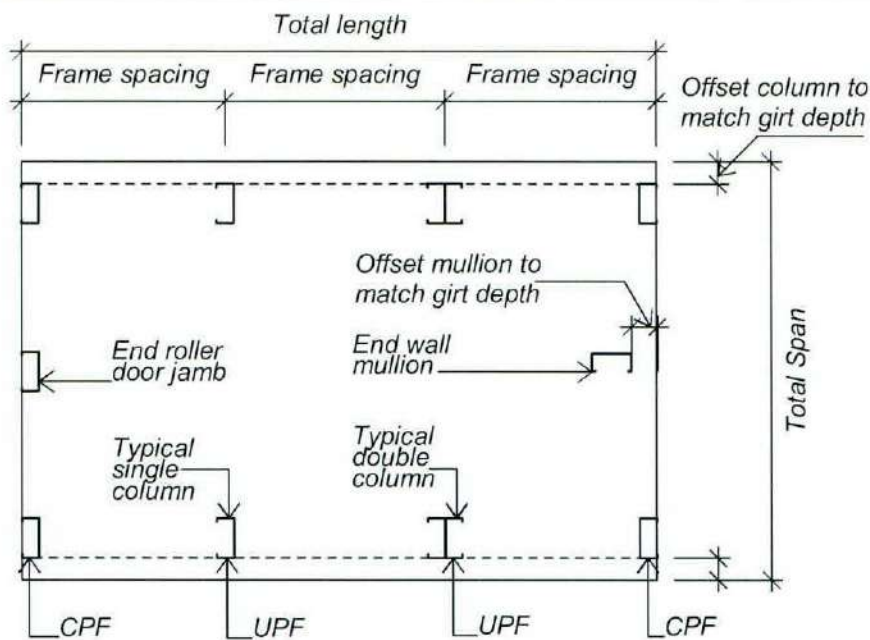 Total length
Frame spacing
Frame spacing
Frame spacing
Offset column to
match girt depth
Offset mullion to
match girt depth
End roller
door jamb
End wall
mullion
Total Span
Typical
single
column
Typical
double
column
CPF
UPF
UPF
CPF